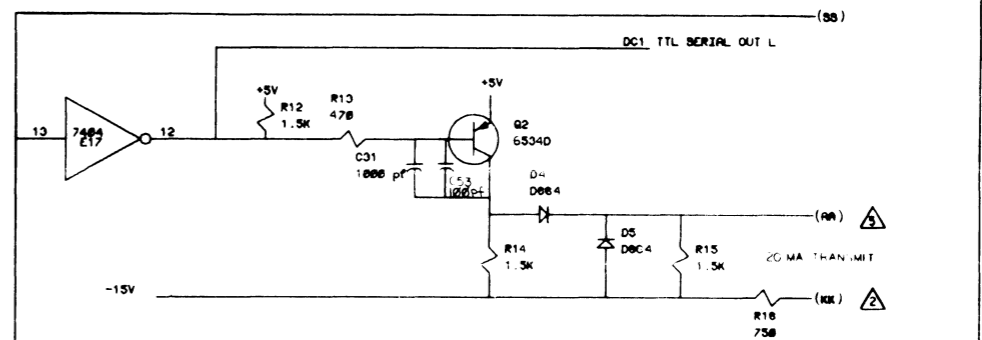 (SS)
DC1 TTL SERIAL OUT L
+5V
+5V
R12
1.5K
R13
470
13
7404
E17
12
Q2
6534D
C31
1000 pf
C53
100pf
D4
D664
(AA) 3
D5
R14
1.5K
R15
1.5K
20 MA TRANSMIT
-15V
(KK) 2
R16
750